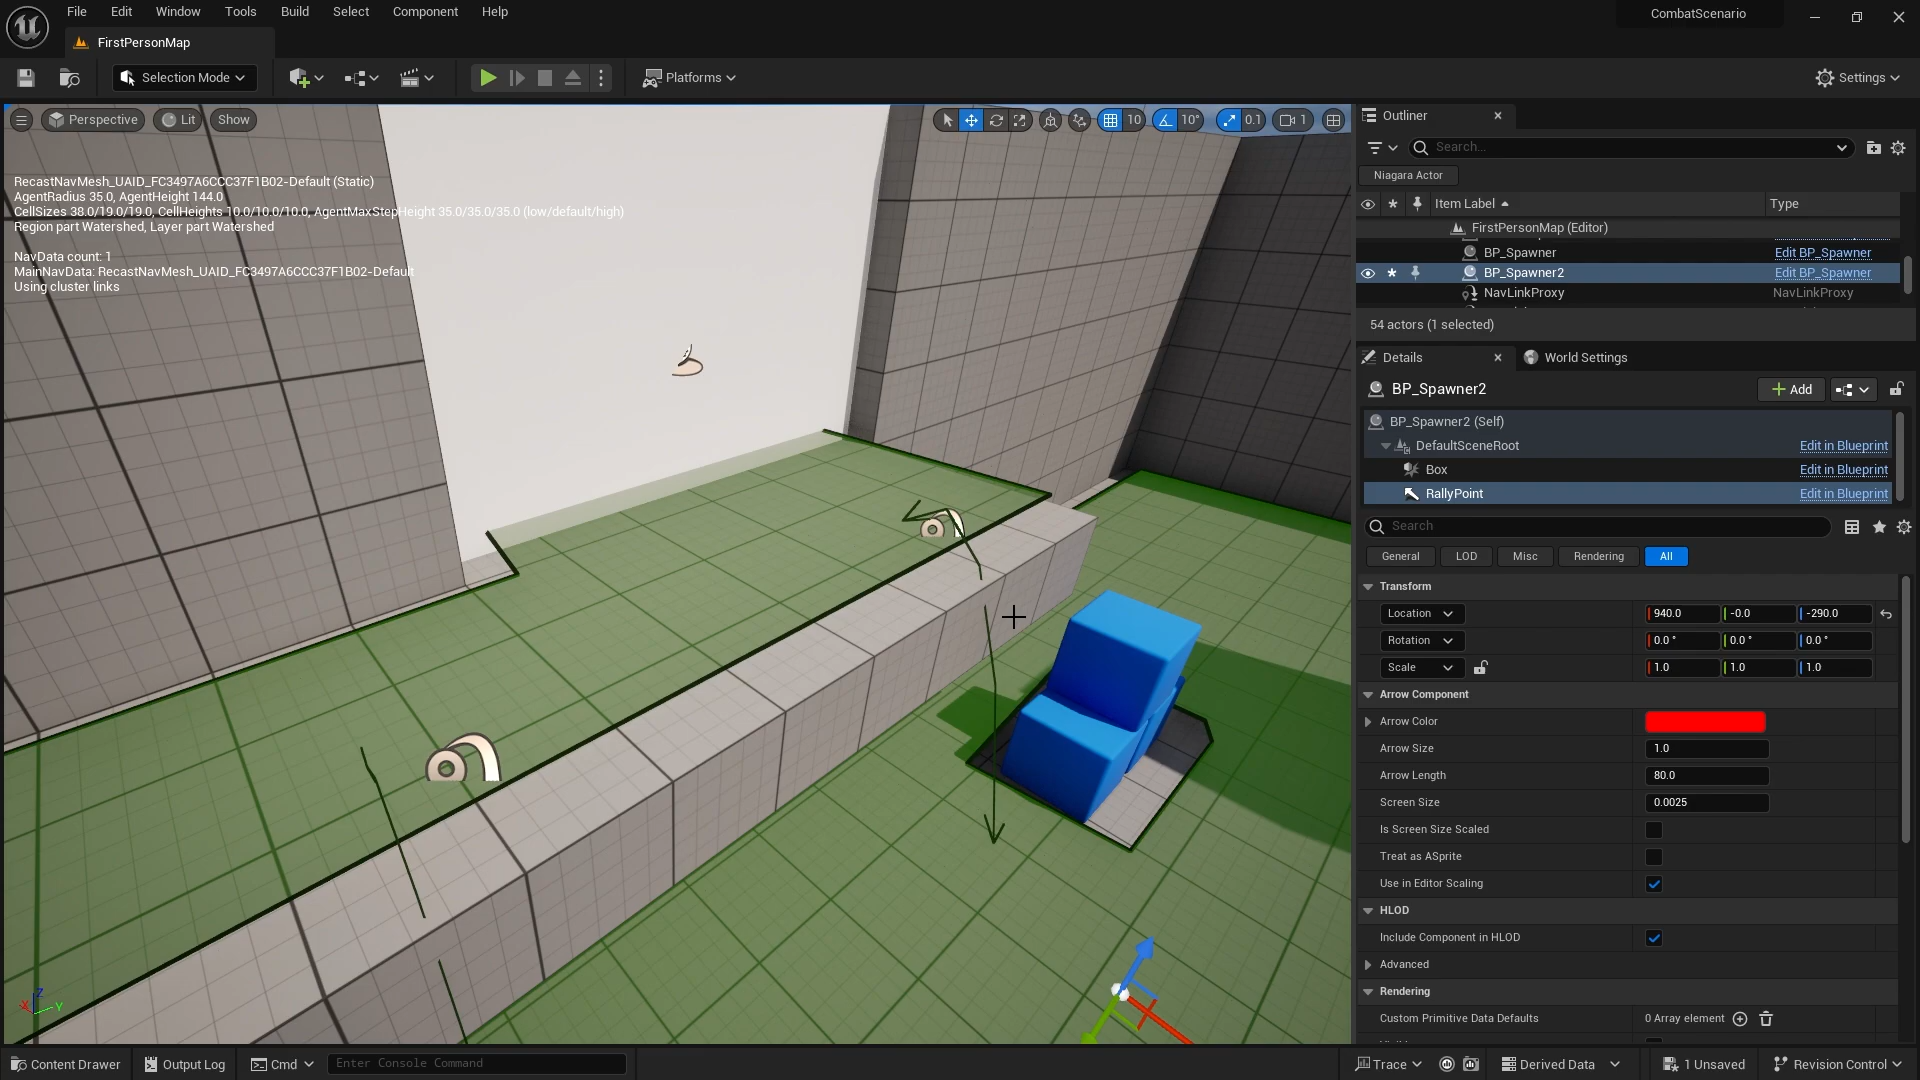 File Edit Window Tools Build Select Component Help
CombatScenario
FirstPersonMap
Selection Mode
Platforms
Settings
Perspective Lit Show
10 10° 0.1 1
RecastNavMesh_UAID_FC3497A6CCC37F1B02-Default (Static)
AgentRadius 35.0, AgentHeight 144.0
CellSizes 38.0/19.0/19.0, CellHeights 10.0/10.0/10.0, AgentMaxStepHeight 35.0/35.0/35.0 (low/default/high)
Region part Watershed, Layer part Watershed
NavData count: 1
MainNavData: RecastNavMesh_UAID_FC3497A6CCC37F1B02-Default
Using cluster links
X Z Y
Outliner
Search...
Niagara Actor
Item Label Type
FirstPersonMap (Editor)
BP_Spawner Edit BP_Spawner
BP_Spawner2 Edit BP_Spawner
NavLinkProxy NavLinkProxy
54 actors (1 selected)
Details World Settings
BP_Spawner2 Add
BP_Spawner2 (Self)
DefaultSceneRoot Edit in Blueprint
Box Edit in Blueprint
RallyPoint Edit in Blueprint
Search
General LOD Misc Rendering All
Transform
Location 940.0 -0.0 -290.0
Rotation 0.0 ° 0.0 ° 0.0 °
Scale 1.0 1.0 1.0
Arrow Component
Arrow Color
Arrow Size 1.0
Arrow Length 80.0
Screen Size 0.0025
Is Screen Size Scaled
Treat as ASprite
Use in Editor Scaling
HLOD
Include Component in HLOD
Advanced
Rendering
Custom Primitive Data Defaults 0 Array element
Content Drawer Output Log Cmd Enter Console Command Trace Derived Data 1 Unsaved Revision Control